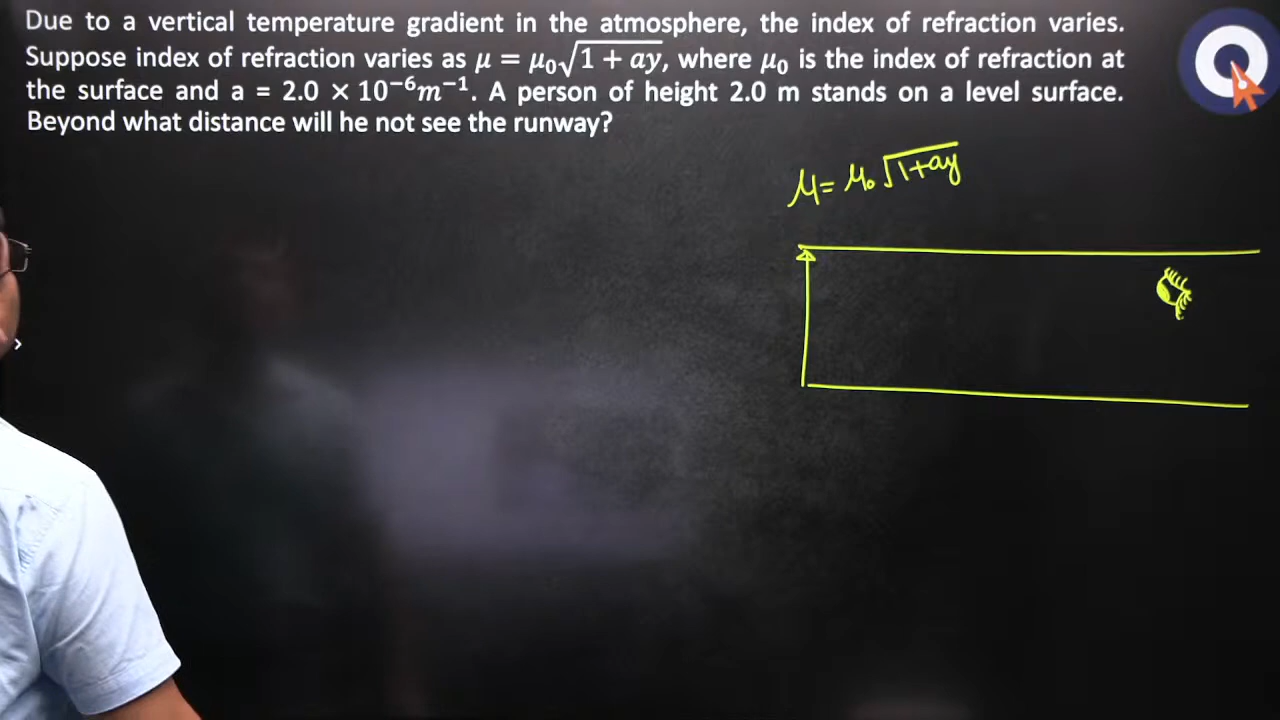 Due to a vertical temperature gradient in the atmosphere, the index of refraction varies.
Suppose index of refraction varies as μ = μ₀√(1 + ay), where μ₀ is the index of refraction at
the surface and a = 2.0 × 10⁻⁶m⁻¹. A person of height 2.0 m stands on a level surface.
Beyond what distance will he not see the runway?
μ = μ₀√(1+ay)